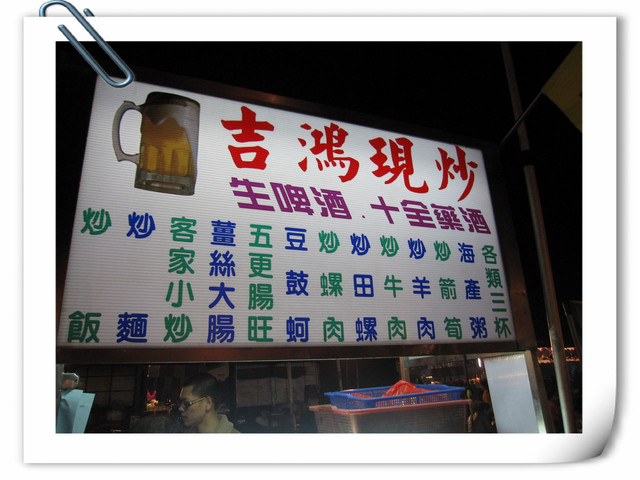 吉鴻現炒
生啤酒.十全藥酒
各類三杯
海產粥
炒箭筍
炒羊肉
炒牛肉
炒田螺
炒螺肉
豆鼓蚵
五更腸旺
薑絲大腸
客家小炒
炒麵
炒飯